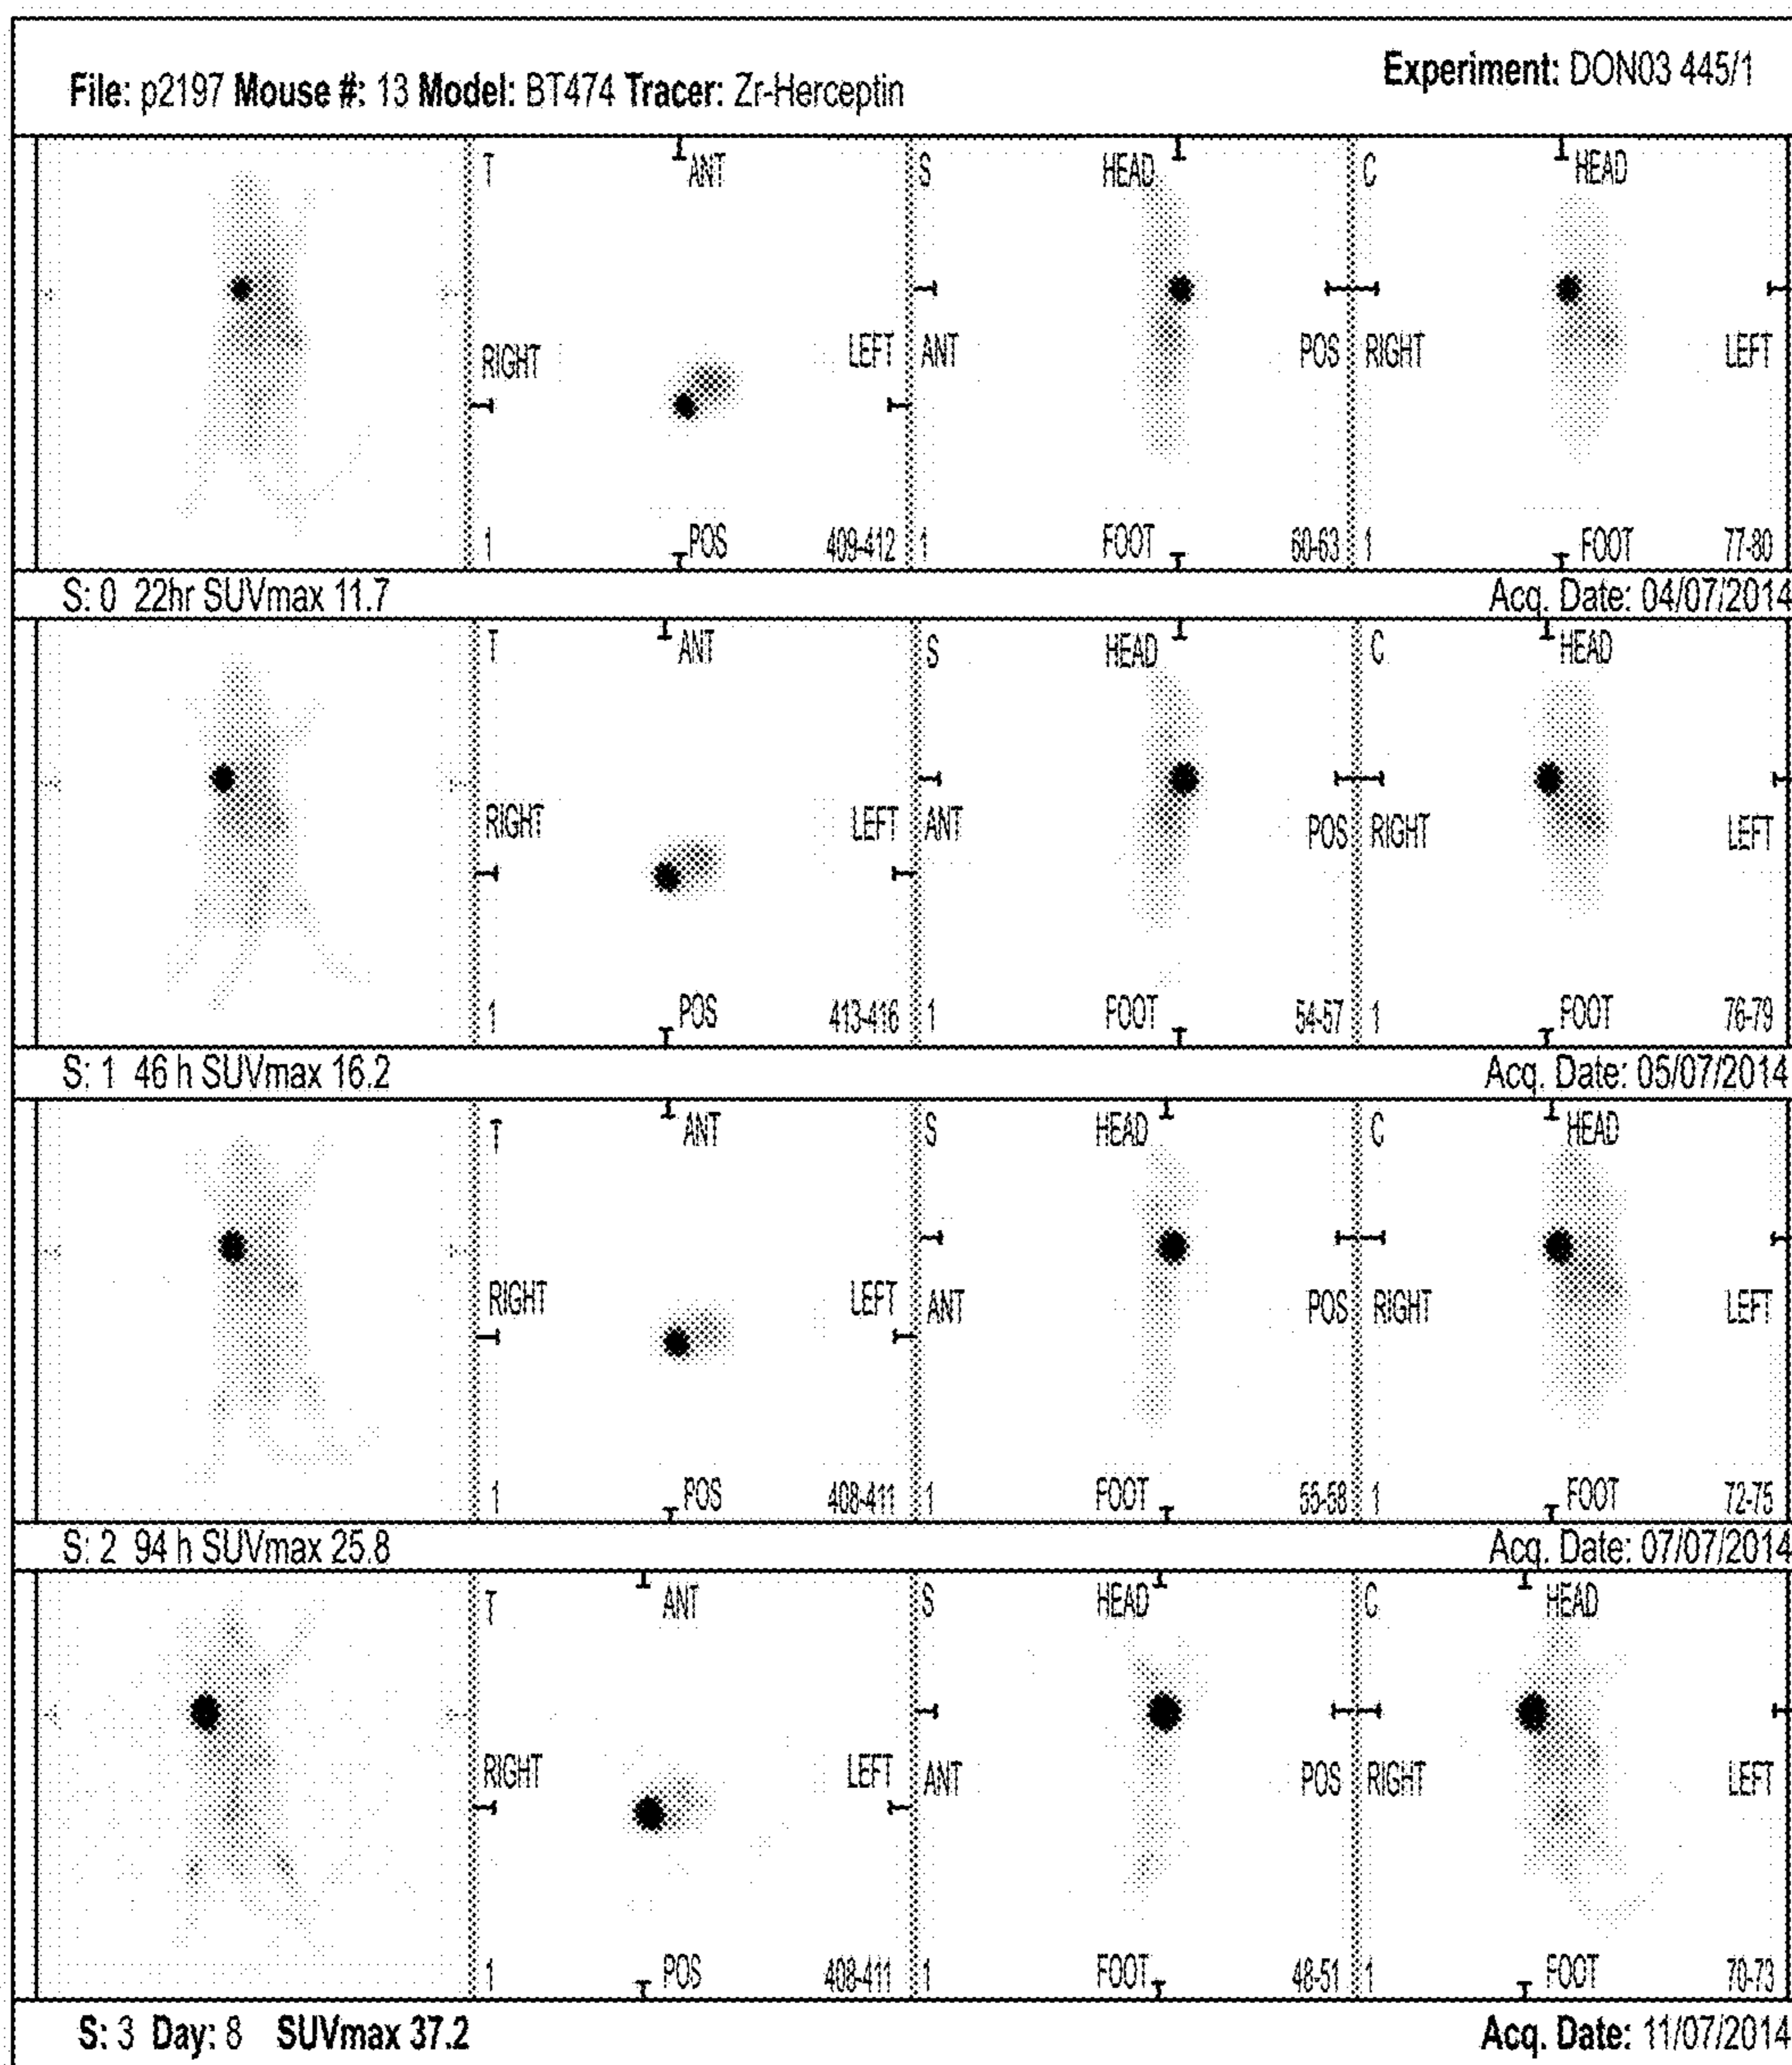 File: p2197 Mouse #: 13 Model: BT474 Tracer: Zr-Herceptin
Experiment: DON03 445/1
T ANT S HEAD C HEAD
RIGHT LEFT ANT POS RIGHT LEFT
1 POS 409-412 1 FOOT 60-63 1 FOOT 77-80
S: 0 22hr SUVmax 11.7 Acq. Date: 04/07/2014
T ANT S HEAD C HEAD
RIGHT LEFT ANT POS RIGHT LEFT
1 POS 413-416 1 FOOT 54-57 1 FOOT 76-79
S: 1 46 h SUVmax 16.2 Acq. Date: 05/07/2014
T ANT S HEAD C HEAD
RIGHT LEFT ANT POS RIGHT LEFT
1 POS 408-411 1 FOOT 55-58 1 FOOT 72-75
S: 2 94 h SUVmax 25.8 Acq. Date: 07/07/2014
T ANT S HEAD C HEAD
RIGHT LEFT ANT POS RIGHT LEFT
1 POS 408-411 1 FOOT 48-51 1 FOOT 70-73
S: 3 Day: 8 SUVmax 37.2 Acq. Date: 11/07/2014